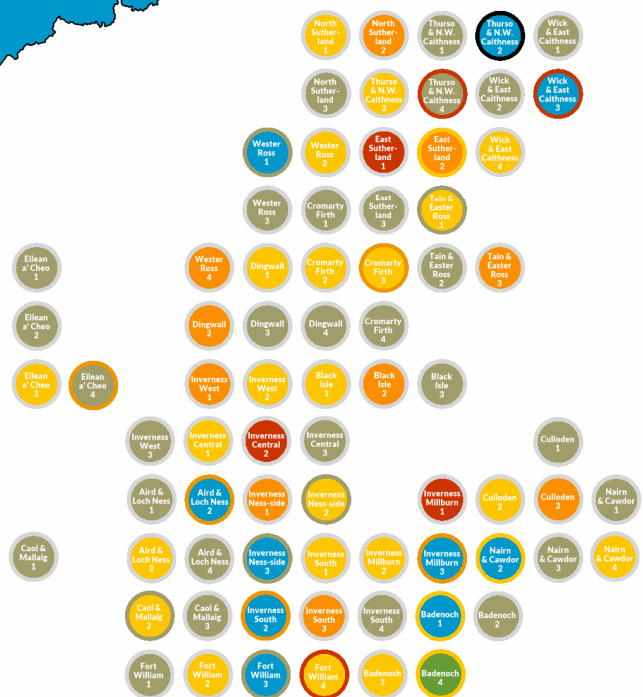 North
Suther-
land
1
North
Suther-
land
2
Thurso
& N.W.
Caithness
1
Thurso
& N.W.
Caithness
2
Wick
& East
Caithness
1
North
Suther-
land
3
Thurso
& N.W.
Caithness
3
Thurso
& N.W.
Caithness
4
Wick
& East
Caithness
2
Wick
& East
Caithness
3
Wester
Ross
1
Wester
Ross
2
East
Suther-
land
1
East
Suther-
land
2
Wick
& East
Caithness
4
Wester
Ross
3
Cromarty
Firth
1
East
Suther-
land
3
Tain &
Easter
Ross
1
Eilean
a' Cheo
1
Wester
Ross
4
Dingwall
1
Cromarty
Firth
2
Cromarty
Firth
3
Tain &
Easter
Ross
2
Tain &
Easter
Ross
3
Eilean
a' Cheo
2
Dingwall
2
Dingwall
3
Dingwall
4
Cromarty
Firth
4
Eilean
a' Cheo
3
Eilean
a' Cheo
4
Inverness
West
1
Inverness
West
2
Black
Isle
1
Black
Isle
2
Black
Isle
3
Inverness
West
3
Inverness
Central
1
Inverness
Central
2
Inverness
Central
3
Culloden
1
Aird &
Loch Ness
1
Aird &
Loch Ness
2
Inverness
Ness-side
1
Inverness
Ness-side
2
Inverness
Millburn
1
Culloden
2
Culloden
3
Nairn
& Cawdor
1
Caol &
Mallaig
1
Aird &
Loch Ness
3
Aird &
Loch Ness
4
Inverness
Ness-side
3
Inverness
South
1
Inverness
Millburn
2
Inverness
Millburn
3
Nairn
& Cawdor
2
Nairn
& Cawdor
3
Nairn
& Cawdor
4
Caol &
Mallaig
2
Caol &
Mallaig
3
Inverness
South
2
Inverness
South
3
Inverness
South
4
Badenoch
1
Badenoch
2
Fort
William
1
Fort
William
2
Fort
William
3
Fort
William
4
Badenoch
3
Badenoch
4